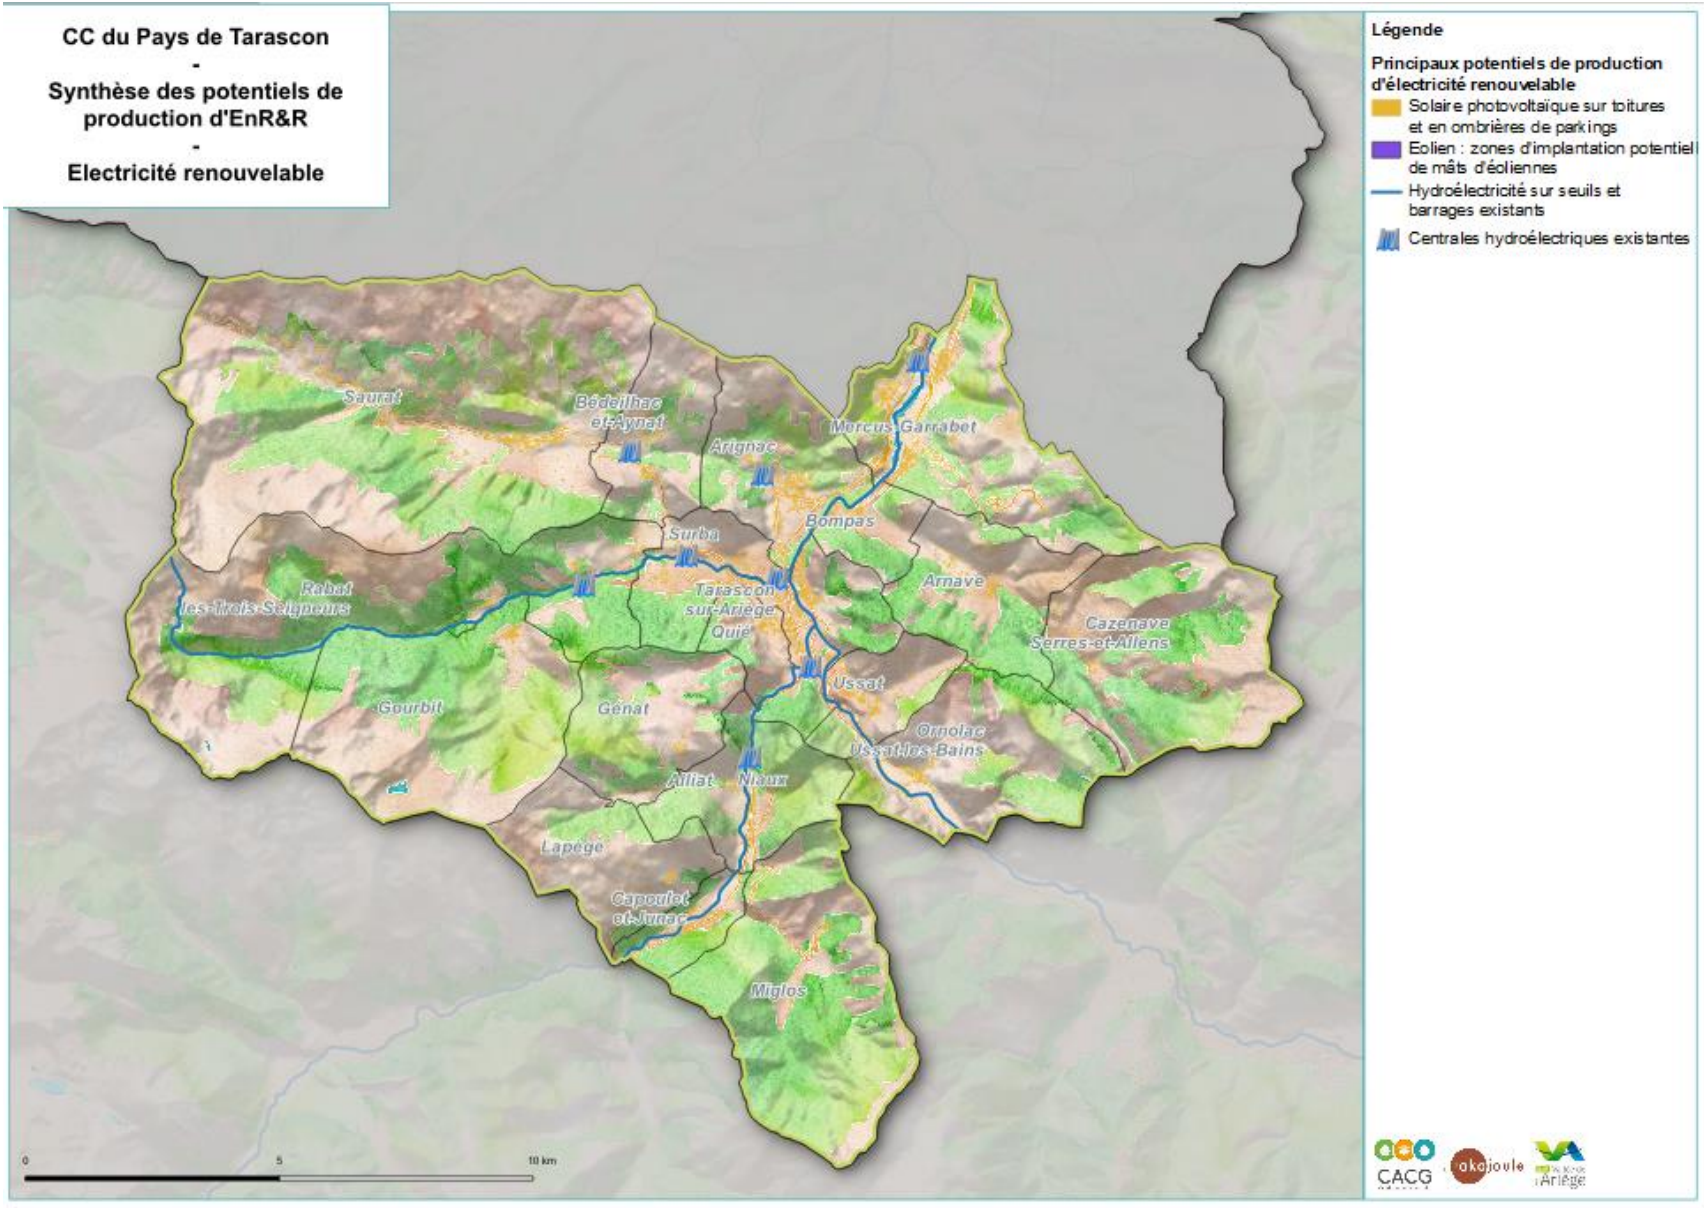 CC du Pays de Tarascon
-
Synthèse des potentiels de
production d'EnR&R
-
Electricité renouvelable
Légende
Principaux potentiels de production
d'électricité renouvelable
Solaire photovoltaïque sur toitures
et en ombrières de parkings
Eolien : zones d'implantation potentiel
de mâts d'éoliennes
Hydroélectricité sur seuils et
barrages existants
Centrales hydroélectriques existantes
Saurat
Bédeilhac
et-Aynat
Arignac
Mercus-Garrabet
Bompas
Surba
Rabat
les-Trois-Seigneurs
Tarascon
sur-Ariège
Quié
Arnave
Cazenave
Serres-et-Allens
Ussat
Gourbit
Génat
Ornolac
Ussat-les-Bains
Alliat
Niaux
Lapège
Capoulet
et-Junac
Miglos
0
5
10 km
CACG
akajoule
Ariège